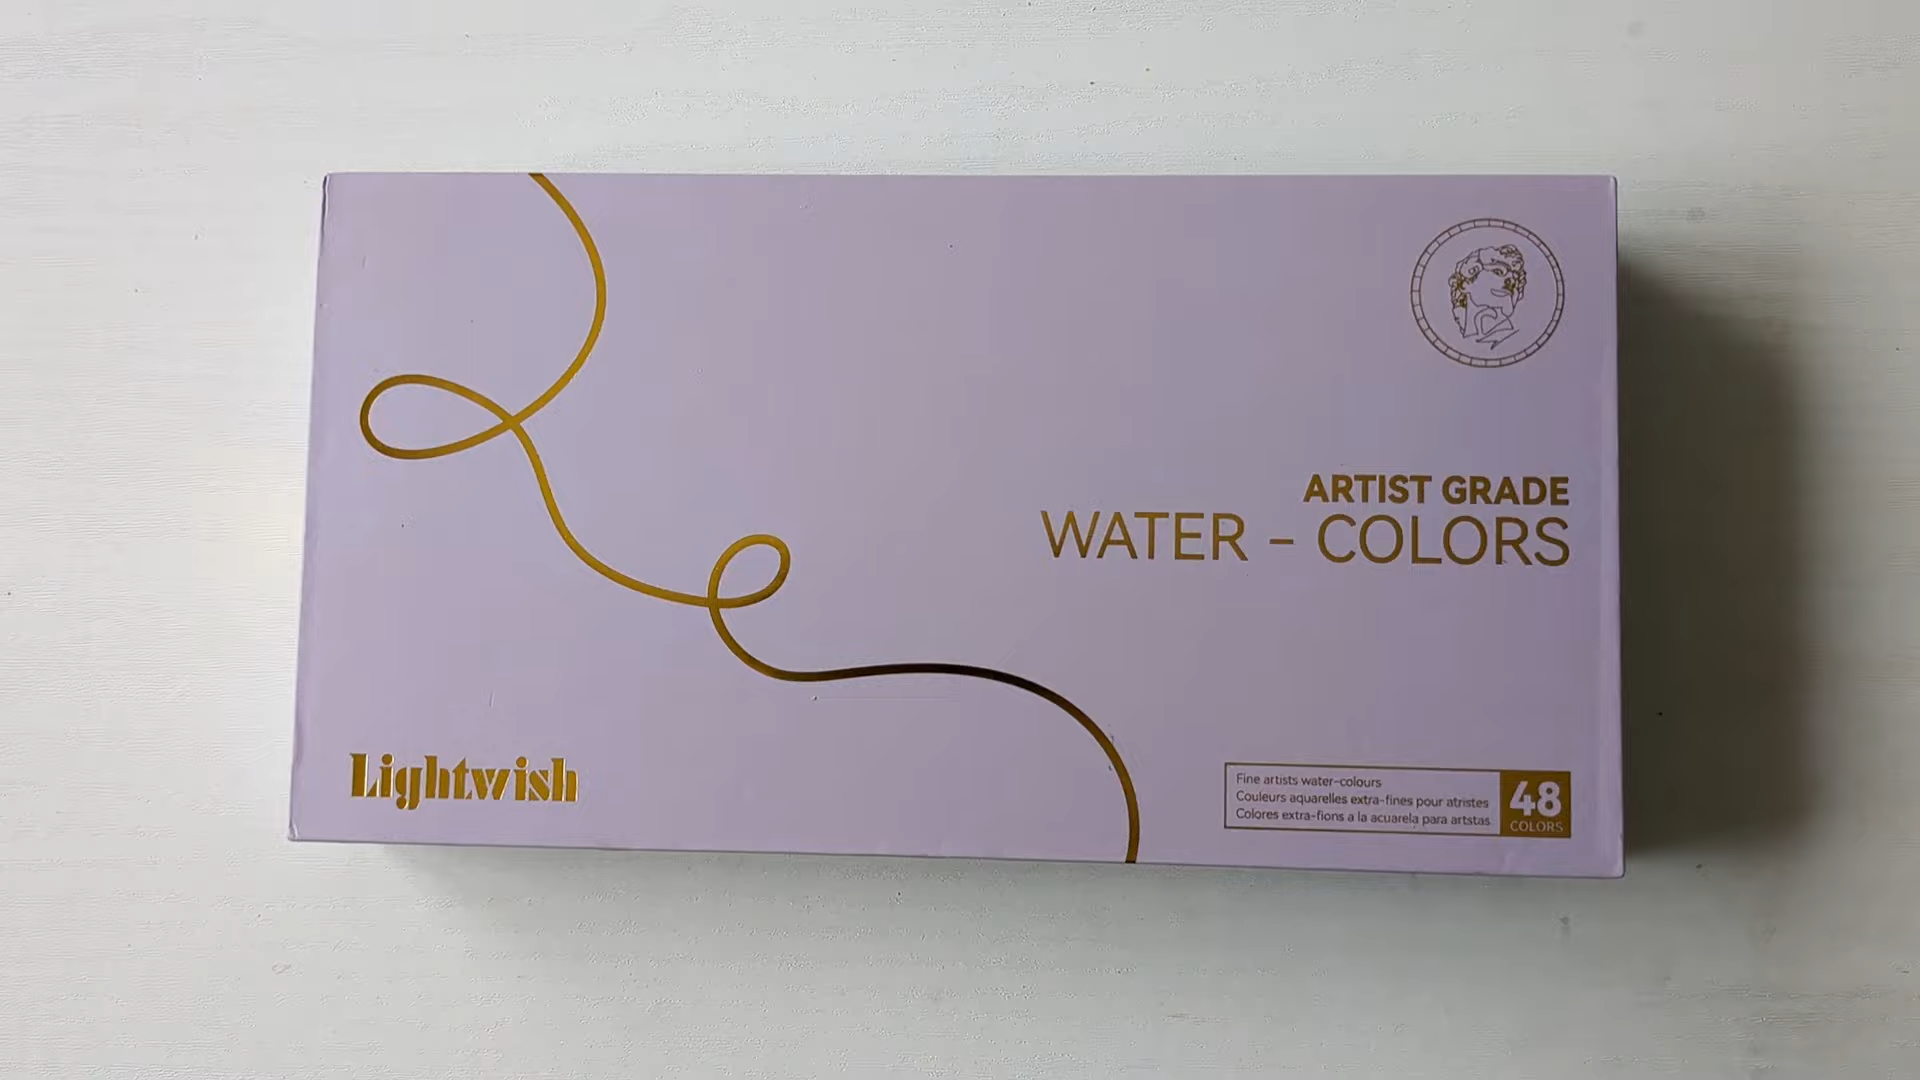 ARTIST GRADE
WATER - COLORS
Lightwish
Fine artists water-colours
Couleurs aquarelles extra-fines pour atristes
Colores extra-fions a la acuarela para artstas
48
COLORS